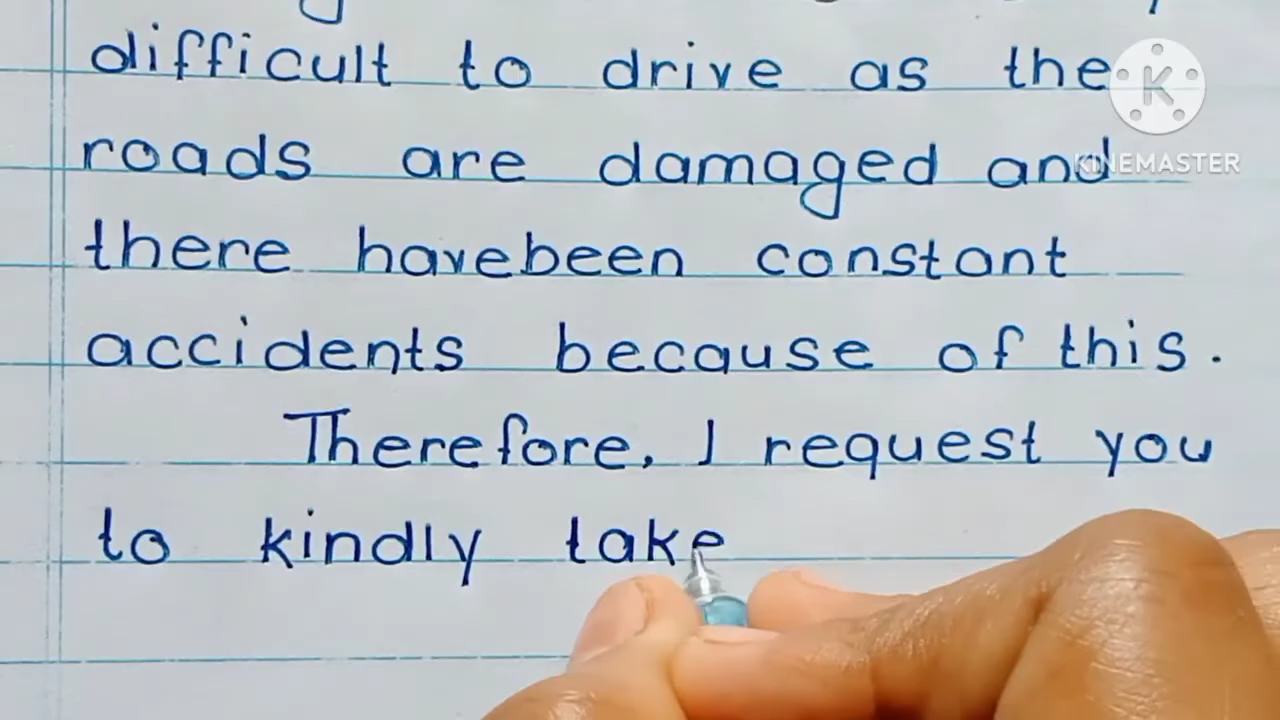 difficult to drive as the
roads are damaged and
there havebeen constant
accidents because of this.
Therefore, I request you
to kindly take
K
KINEMASTER